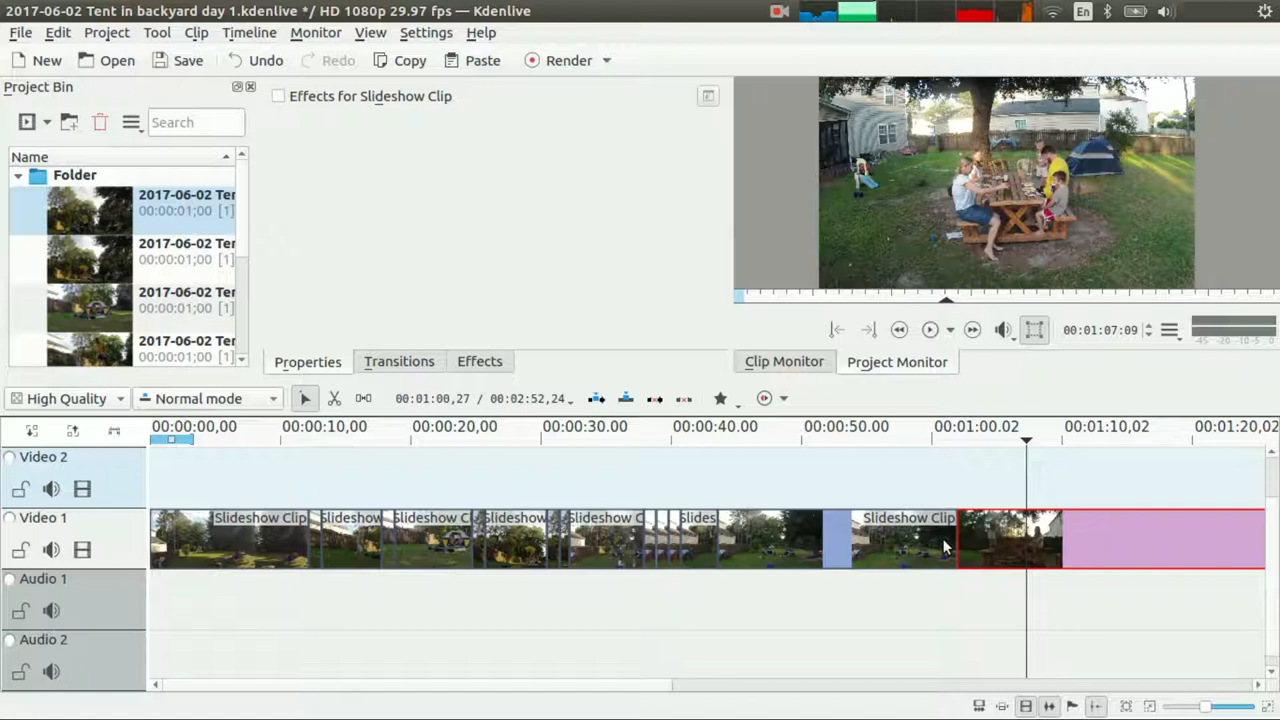 2017-06-02 Tent in backyard day 1.kdenlive */ HD 1080p 29.97 fps — Kdenlive
En
File Edit Project Tool Clip Timeline Monitor View Settings Help
New Open Save Undo Redo Copy Paste Render
Project Bin
Effects for Slideshow Clip
Search
Name
Folder
2017-06-02 Ter
00:00:01;00 [1]
2017-06-02 Ter
00:00:01;00 [1]
2017-06-02 Ter
00:00:01;00 [1]
2017-06-02 Ter
00:00:01;00 [1]
00:01:07:09
-45 -20 -10 -5 0
Properties Transitions Effects
Clip Monitor Project Monitor
High Quality Normal mode 00:01:00,27 / 00:02:52,24
00:00:00,00 00:00:10,00 00:00:20,00 00:00:30.00 00:00:40.00 00:00:50.00 00:01:00.02 00:01:10,02 00:01:20,02
Video 2
Video 1
Slideshow Clip Slideshow Slideshow C Slideshow Slideshow C Slides Slideshow Clip
Audio 1
Audio 2